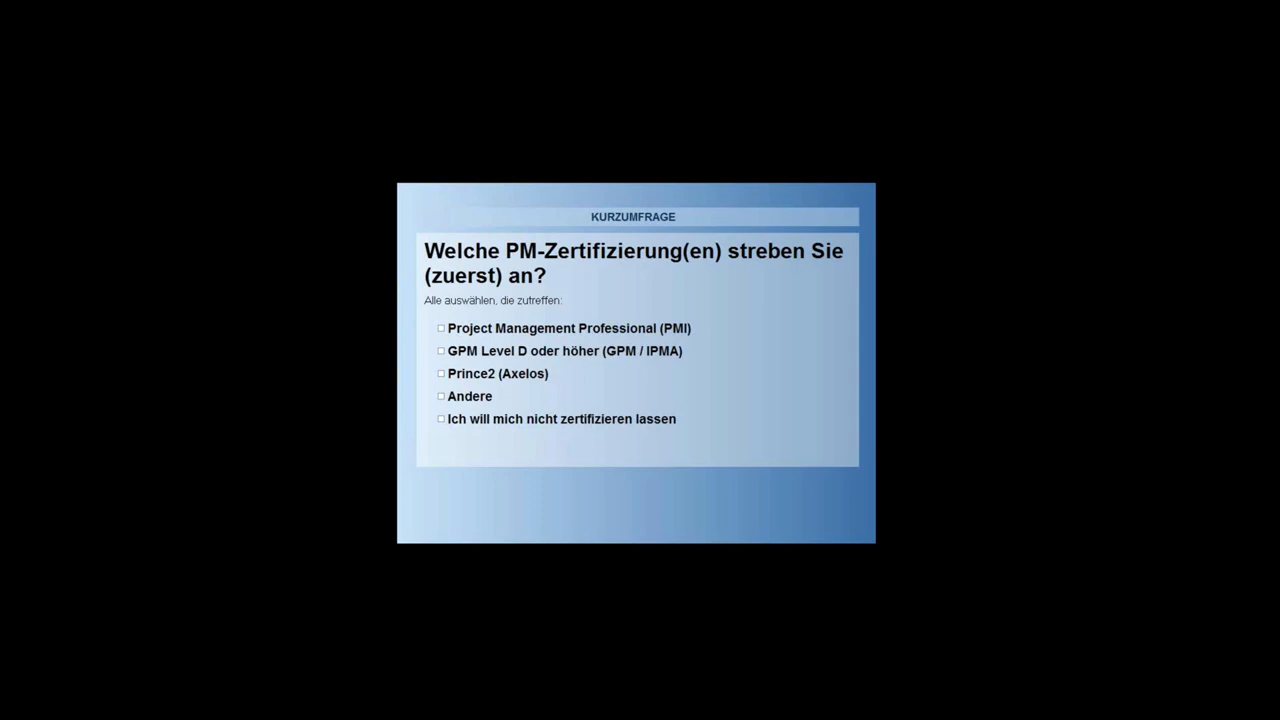 KURZUMFRAGE
Welche PM-Zertifizierung(en) streben Sie
(zuerst) an?
Alle auswählen, die zutreffen:
Project Management Professional (PMI)
GPM Level D oder höher (GPM / IPMA)
Prince2 (Axelos)
Andere
Ich will mich nicht zertifizieren lassen